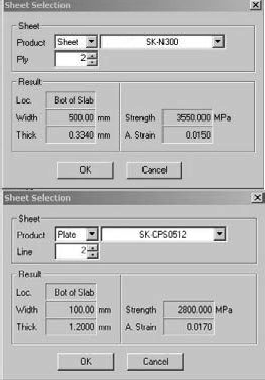 Sheet Selection
Sheet
Product Sheet SK-NI300
Ply 2
Result
Loc. Bot of Slab
Width 500.00 mm Strength 3550.000 MPa
Thick 0.3340 mm A. Strain 0.0150
OK Cancel
Sheet Selection
Sheet
Product Plate SK-CPS0512
Line 2
Result
Loc. Bot of Slab
Width 100.00 mm Strength 2800.000 MPa
Thick 1.2000 mm A. Strain 0.0170
OK Cancel